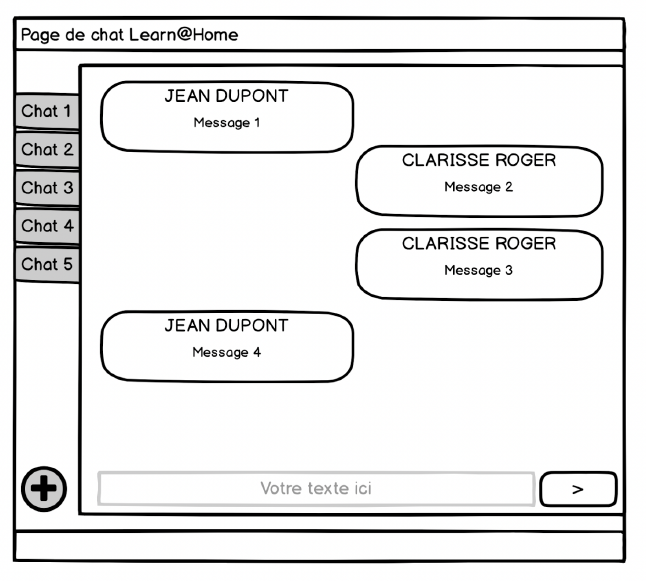 Page de chat Learn@Home
Chat 1
Chat 2
Chat 3
Chat 4
Chat 5
JEAN DUPONT
Message 1
CLARISSE ROGER
Message 2
CLARISSE ROGER
Message 3
JEAN DUPONT
Message 4
Votre texte ici
>